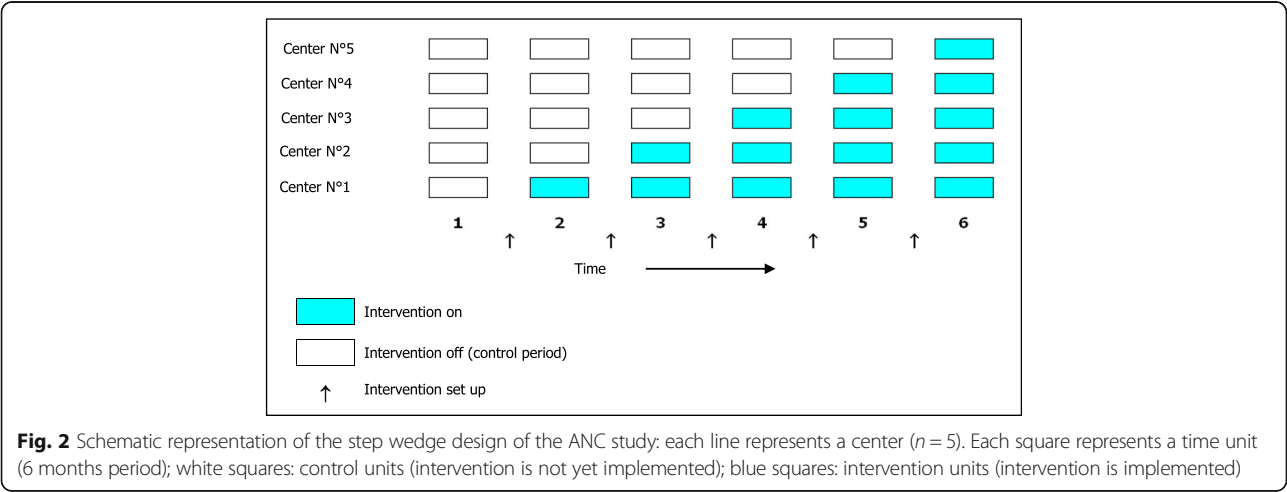 Center N°5
Center N°4
Center N°3
Center N°2
Center N°1
1 2 3 4 5 6
↑ ↑ ↑ ↑ ↑
Time
Intervention on
Intervention off (control period)
↑ Intervention set up
Fig. 2 Schematic representation of the step wedge design of the ANC study: each line represents a center (n = 5). Each square represents a time unit
(6 months period); white squares: control units (intervention is not yet implemented); blue squares: intervention units (intervention is implemented)